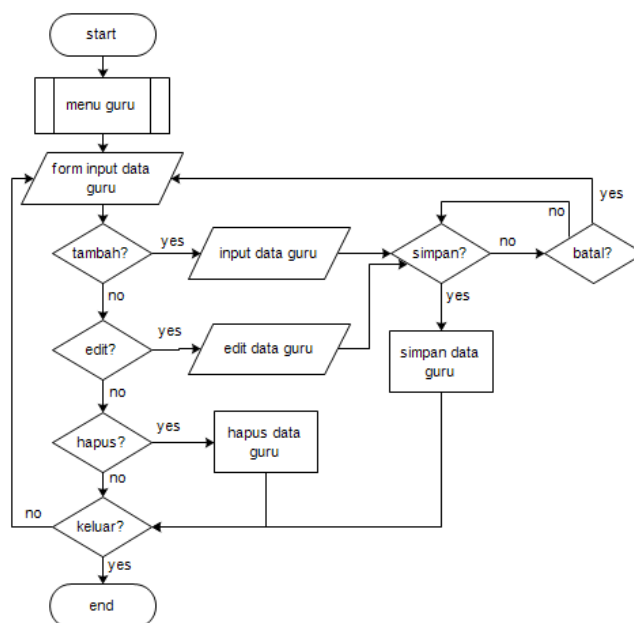 start
menu guru
form input data
guru
yes
no
tambah?
yes
input data guru
simpan?
no
batal?
no
yes
edit?
yes
edit data guru
simpan data
guru
no
hapus?
yes
hapus data
guru
no
no
keluar?
yes
end